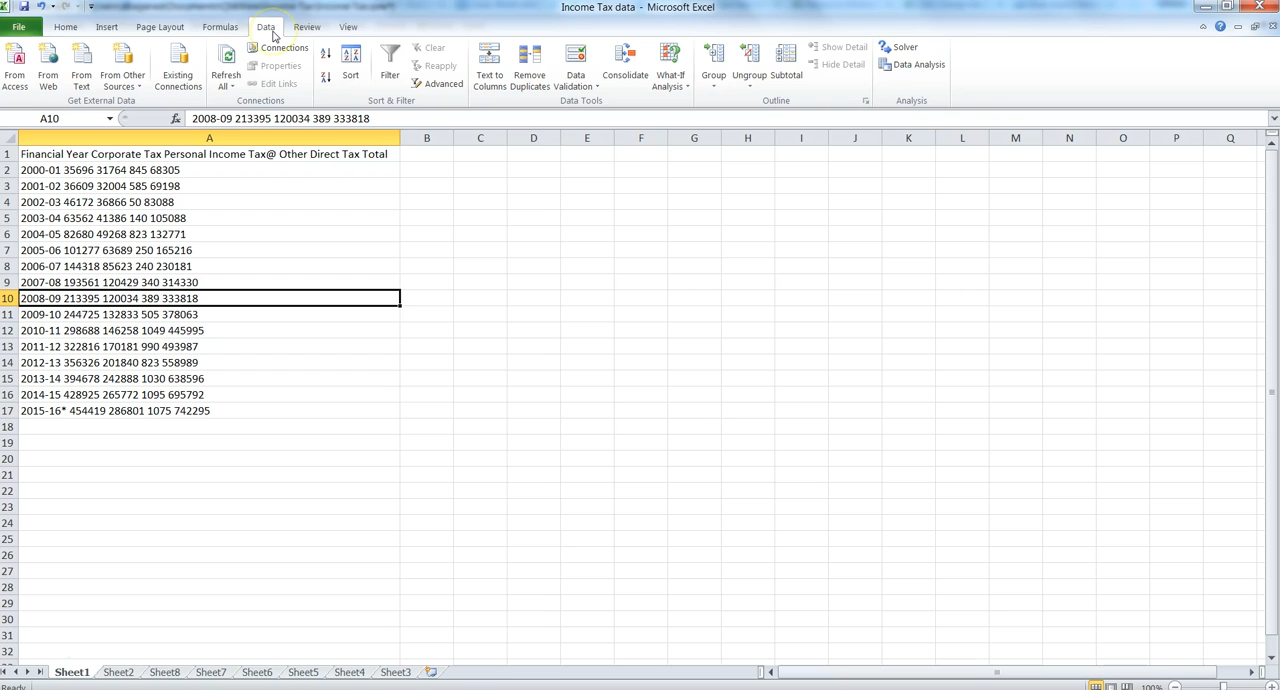 Income Tax data - Microsoft Excel
File Home Insert Page Layout Formulas Data Review View
From Access
From Web
From Text
From Other Sources
Existing Connections
Get External Data
Refresh All
Connections
Properties
Edit Links
Connections
Sort
Filter
Clear
Reapply
Advanced
Sort & Filter
Text to Columns
Remove Duplicates
Data Validation
Consolidate
What-If Analysis
Data Tools
Group
Ungroup
Subtotal
Show Detail
Hide Detail
Outline
Solver
Data Analysis
Analysis
A10 fx 2008-09 213395 120034 389 333818
A B C D E F G H I J K L M N O P Q
1 Financial Year Corporate Tax Personal Income Tax@ Other Direct Tax Total
2 2000-01 35696 31764 845 68305
3 2001-02 36609 32004 585 69198
4 2002-03 46172 36866 50 83088
5 2003-04 63562 41386 140 105088
6 2004-05 82680 49268 823 132771
7 2005-06 101277 63689 250 165216
8 2006-07 144318 85623 240 230181
9 2007-08 193561 120429 340 314330
10 2008-09 213395 120034 389 333818
11 2009-10 244725 132833 505 378063
12 2010-11 298688 146258 1049 445995
13 2011-12 322816 170181 990 493987
14 2012-13 356326 201840 823 558989
15 2013-14 394678 242888 1030 638596
16 2014-15 428925 265772 1095 695792
17 2015-16* 454419 286801 1075 742295
18
19
20
21
22
23
24
25
26
27
28
29
30
31
32
Sheet1 Sheet2 Sheet8 Sheet7 Sheet6 Sheet5 Sheet4 Sheet3
Ready 100%